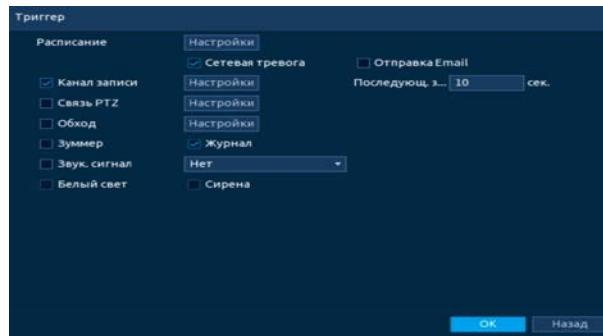 Триггер
Расписание Настройки
Сетевая тревога Отправка Email
Канал записи Настройки Последующ. з... 10 сек.
Связь PTZ Настройки
Обход Настройки
Зуммер Журнал
Звук. сигнал Нет
Белый свет Сирена
OK Назад